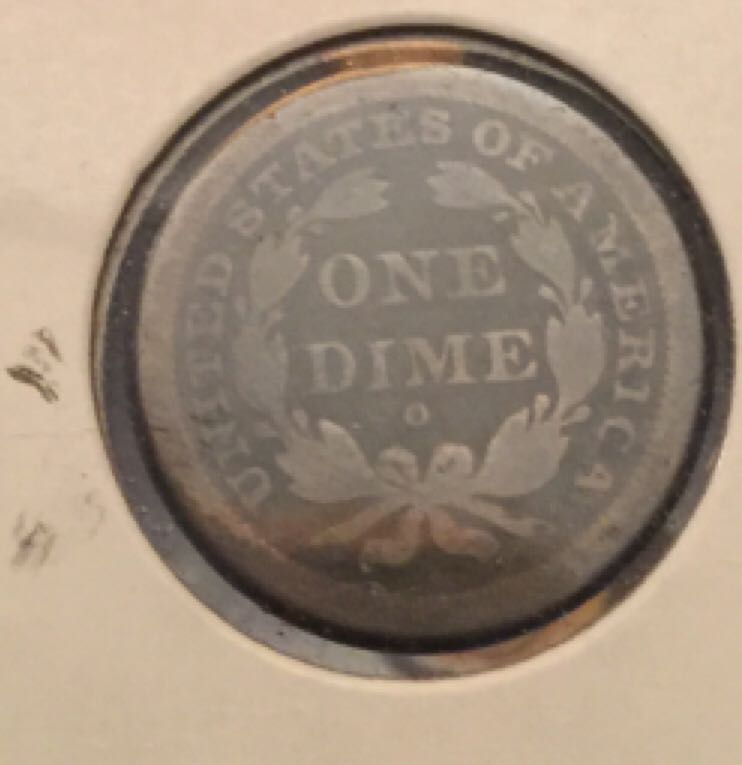 UNITED STATES OF AMERICA
ONE
DIME
O